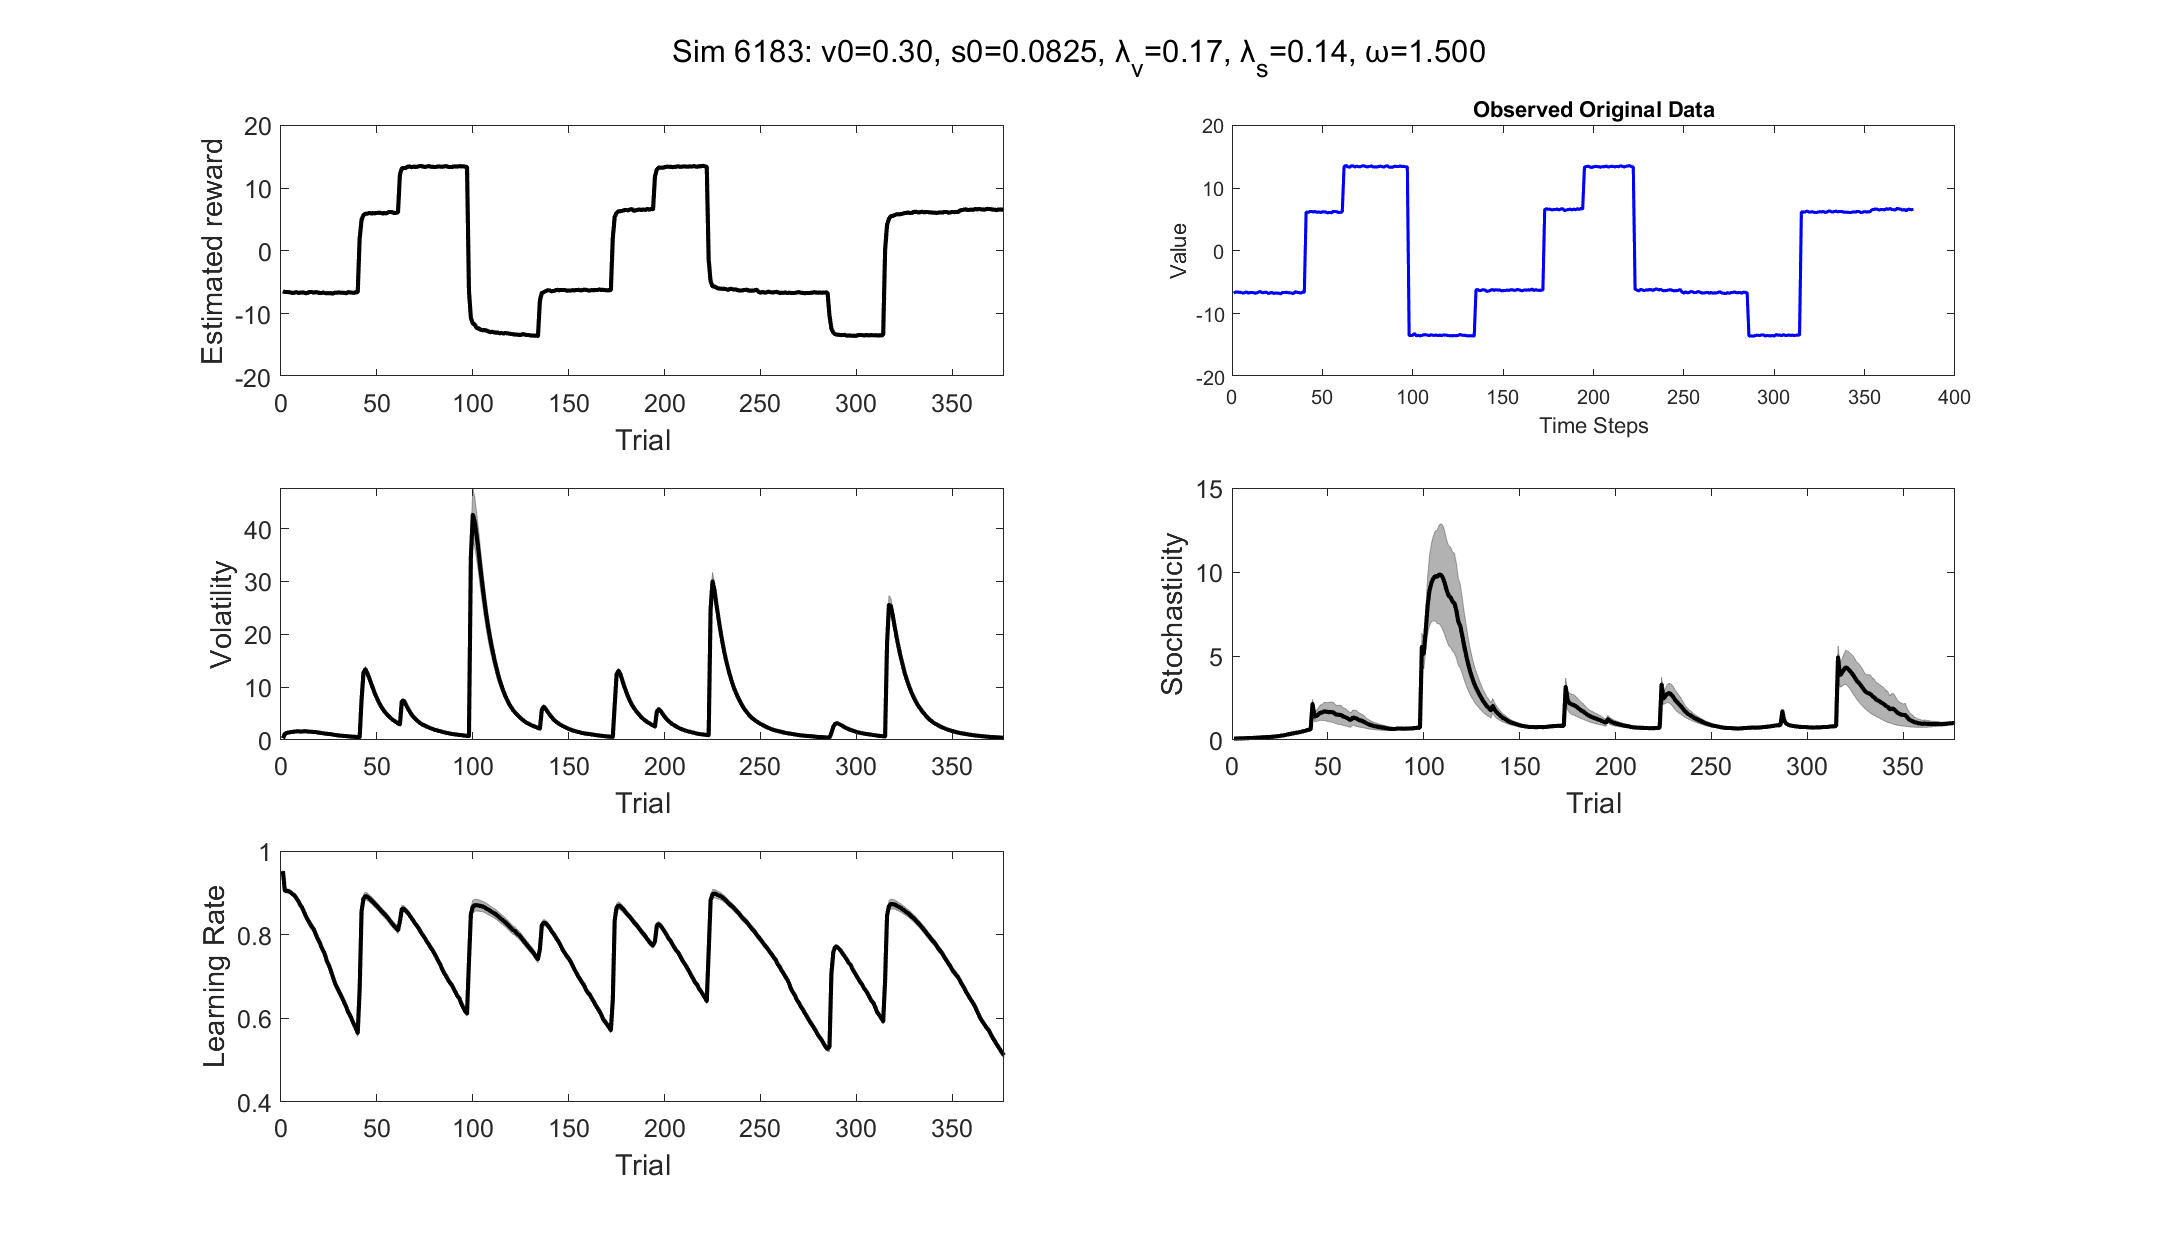 Sim 6183: v0=0.30, s0=0.0825, λ_v=0.17, λ_s=0.14, ω=1.500
Estimated reward
20
10
0
-10
-20
0 50 100 150 200 250 300 350
Trial
Observed Original Data
Value
20
10
0
-10
-20
0 50 100 150 200 250 300 350 400
Time Steps
Volatility
40
30
20
10
0
0 50 100 150 200 250 300 350
Trial
Stochasticity
15
10
5
0
0 50 100 150 200 250 300 350
Trial
Learning Rate
1
0.8
0.6
0.4
0 50 100 150 200 250 300 350
Trial